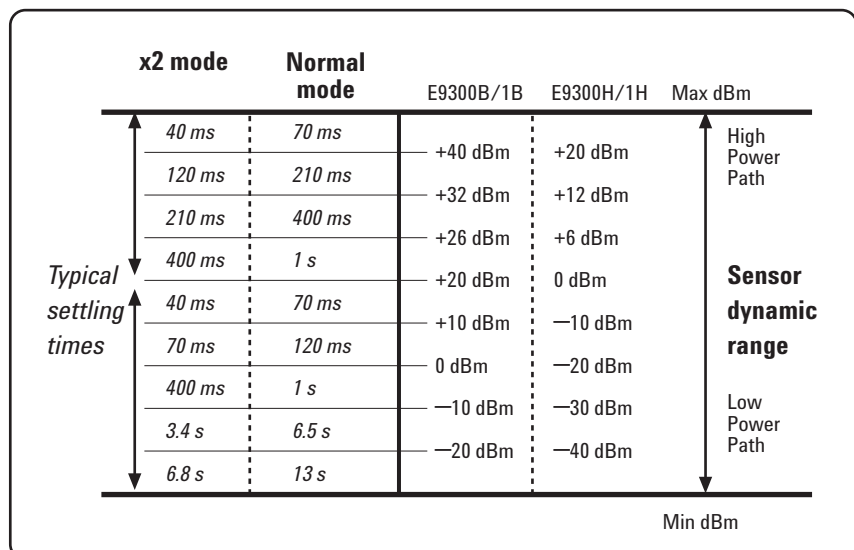 x2 mode Normal mode E9300B/1B E9300H/1H Max dBm
40 ms 70 ms High Power Path
+40 dBm +20 dBm
120 ms 210 ms
+32 dBm +12 dBm
210 ms 400 ms
+26 dBm +6 dBm
400 ms 1 s
Typical settling times
+20 dBm 0 dBm
Sensor dynamic range
40 ms 70 ms
+10 dBm —10 dBm
70 ms 120 ms
0 dBm —20 dBm
400 ms 1 s
—10 dBm —30 dBm
Low Power Path
3.4 s 6.5 s
—20 dBm —40 dBm
6.8 s 13 s
Min dBm